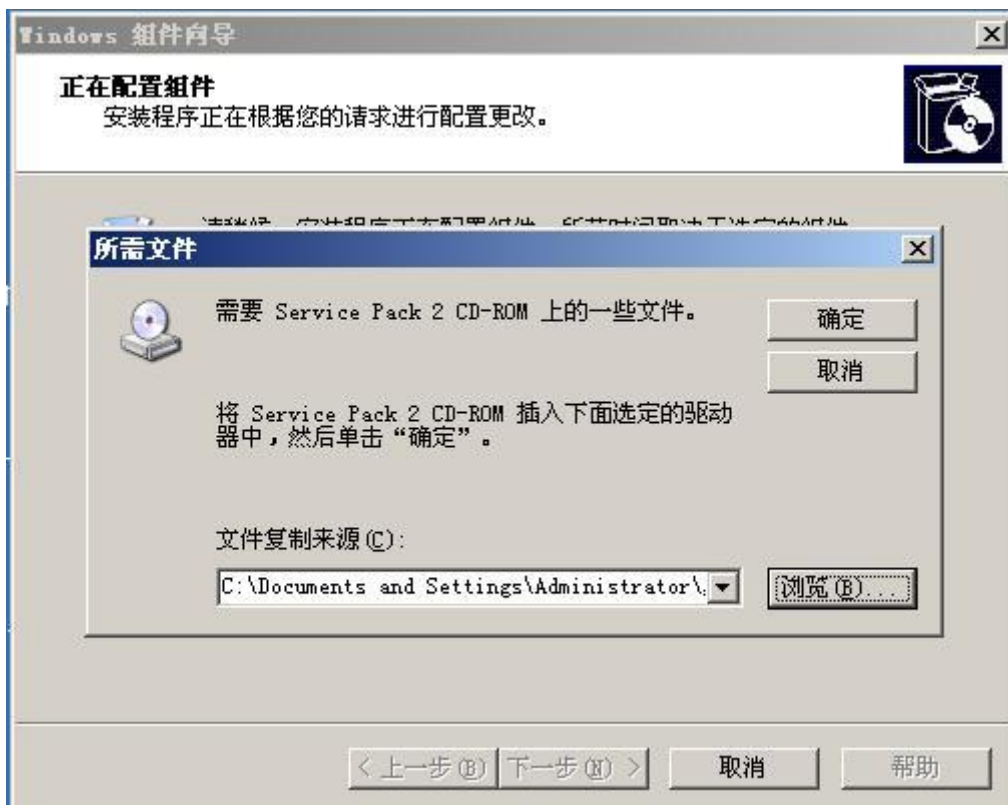 Windows 组件向导
正在配置组件
安装程序正在根据您的请求进行配置更改。
所需文件
需要 Service Pack 2 CD-ROM 上的一些文件。
确定
取消
将 Service Pack 2 CD-ROM 插入下面选定的驱动
器中，然后单击“确定”。
文件复制来源(C):
C:\Documents and Settings\Administrator\
浏览(B)...
< 上一步(B)
下一步(N) >
取消
帮助